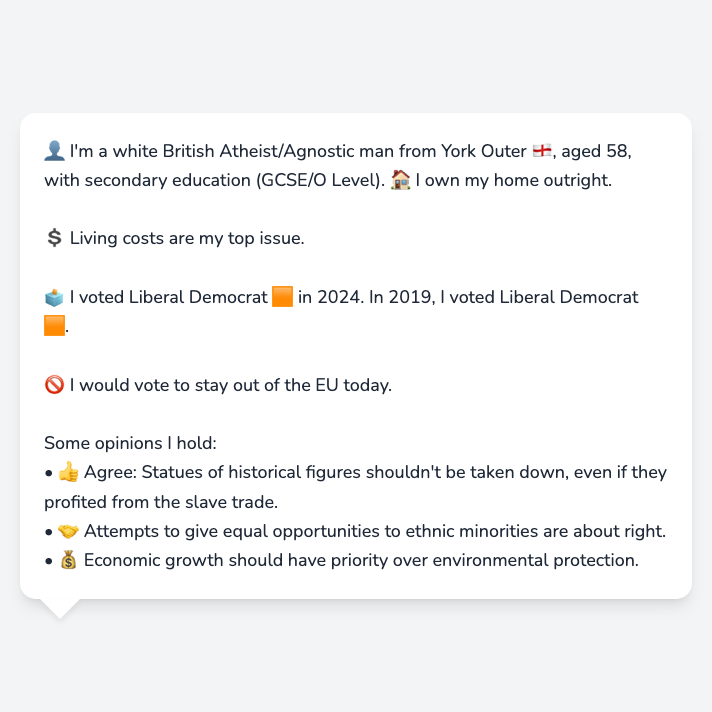 👤 I'm a white British Atheist/Agnostic man from York Outer 🏴󠁧󠁢󠁥󠁮󠁧󠁿, aged 58,
with secondary education (GCSE/O Level). 🏠 I own my home outright.
💲 Living costs are my top issue.
🗳️ I voted Liberal Democrat 🟧 in 2024. In 2019, I voted Liberal Democrat
🟧.
🚫 I would vote to stay out of the EU today.
Some opinions I hold:
• 👍 Agree: Statues of historical figures shouldn't be taken down, even if they
profited from the slave trade.
• 🤝 Attempts to give equal opportunities to ethnic minorities are about right.
• 💰 Economic growth should have priority over environmental protection.